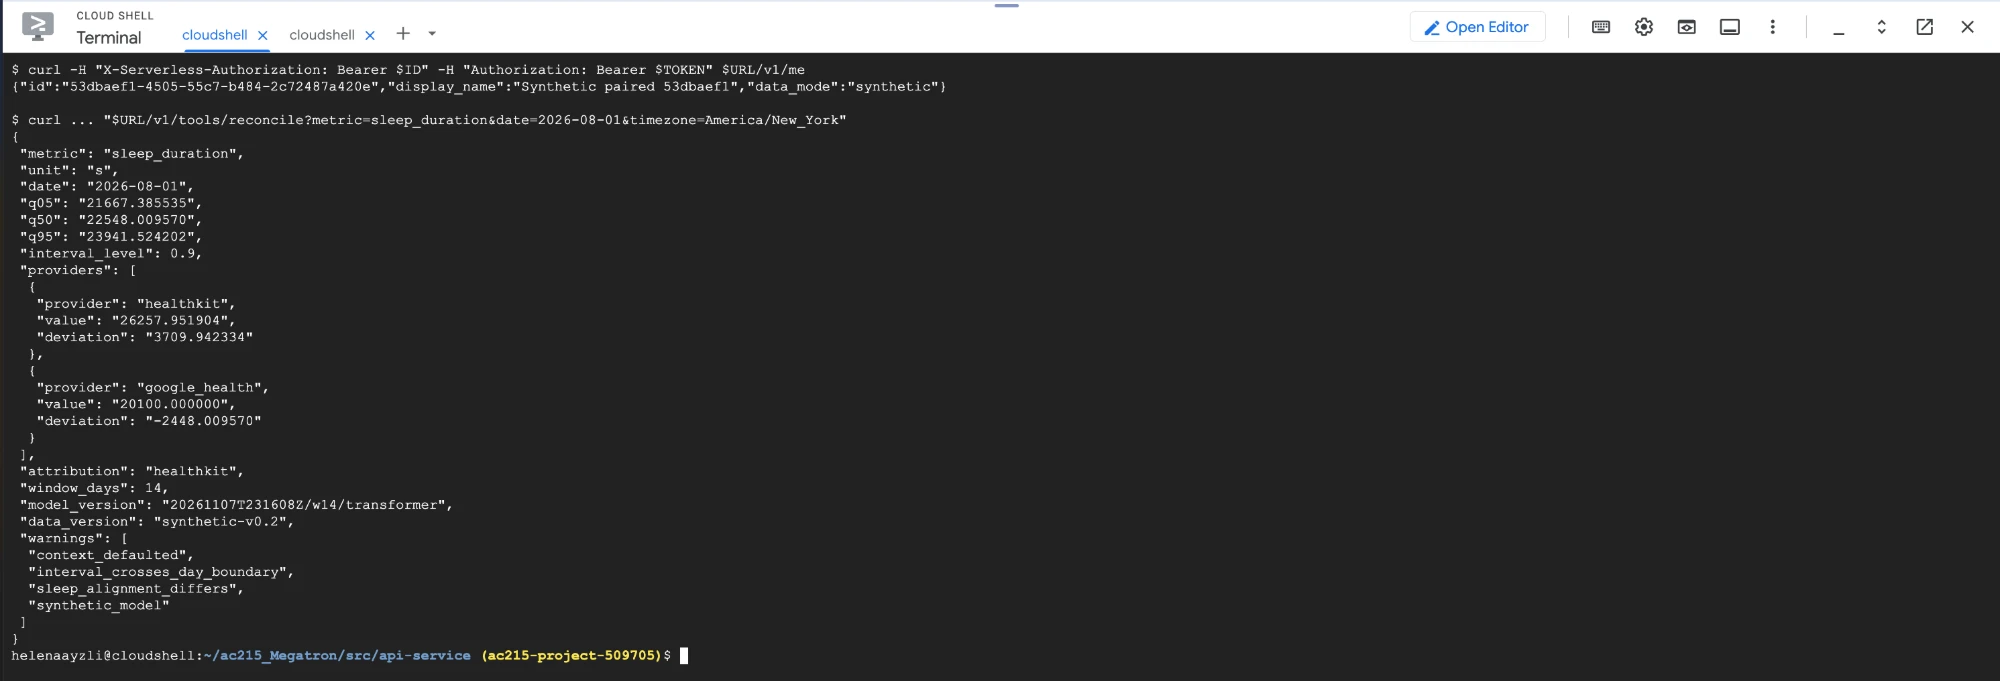 CLOUD SHELL
Terminal
cloudshell
cloudshell
Open Editor
$ curl -H "X-Serverless-Authorization: Bearer $ID" -H "Authorization: Bearer $TOKEN" $URL/v1/me
{"id":"53dbaef1-4505-55c7-b484-2c72487a420e","display_name":"Synthetic paired 53dbaef1","data_mode":"synthetic"}
$ curl ... "$URL/v1/tools/reconcile?metric=sleep_duration&date=2026-08-01&timezone=America/New_York"
{
"metric": "sleep_duration",
"unit": "s",
"date": "2026-08-01",
"q05": "21667.385535",
"q50": "22548.009570",
"q95": "23941.524202",
"interval_level": 0.9,
"providers": [
{
"provider": "healthkit",
"value": "26257.951904",
"deviation": "3709.942334"
},
{
"provider": "google_health",
"value": "20100.000000",
"deviation": "-2448.009570"
}
],
"attribution": "healthkit",
"window_days": 14,
"model_version": "20261107T231608Z/w14/transformer",
"data_version": "synthetic-v0.2",
"warnings": [
"context_defaulted",
"interval_crosses_day_boundary",
"sleep_alignment_differs",
"synthetic_model"
]
}
helenaayzli@cloudshell:~/ac215_Megatron/src/api-service (ac215-project-509705)$